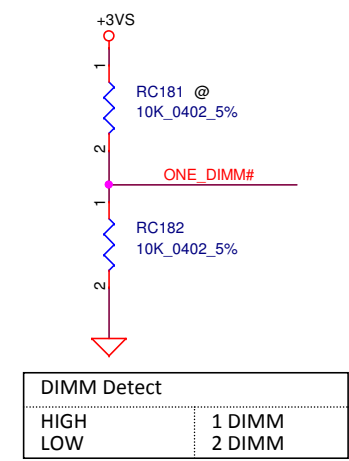 +3VS
1
RC181 @
10K_0402_5%
2
ONE_DIMM#
1
RC182
10K_0402_5%
2
DIMM Detect
HIGH 1 DIMM
LOW 2 DIMM